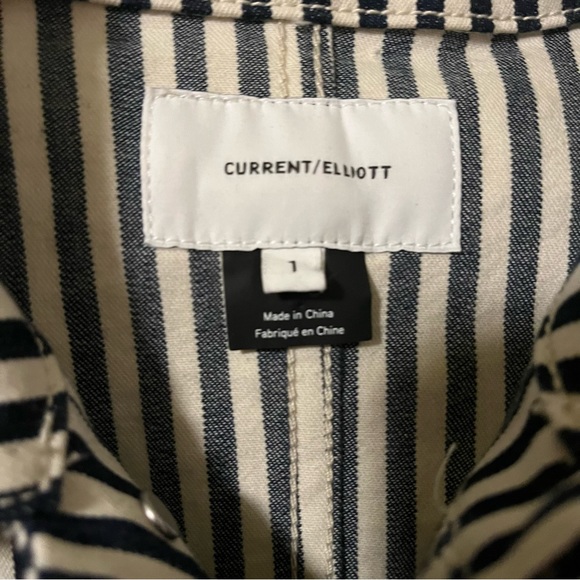 CURRENT/ELLIOTT
1
Made in China
Fabriqué en Chine